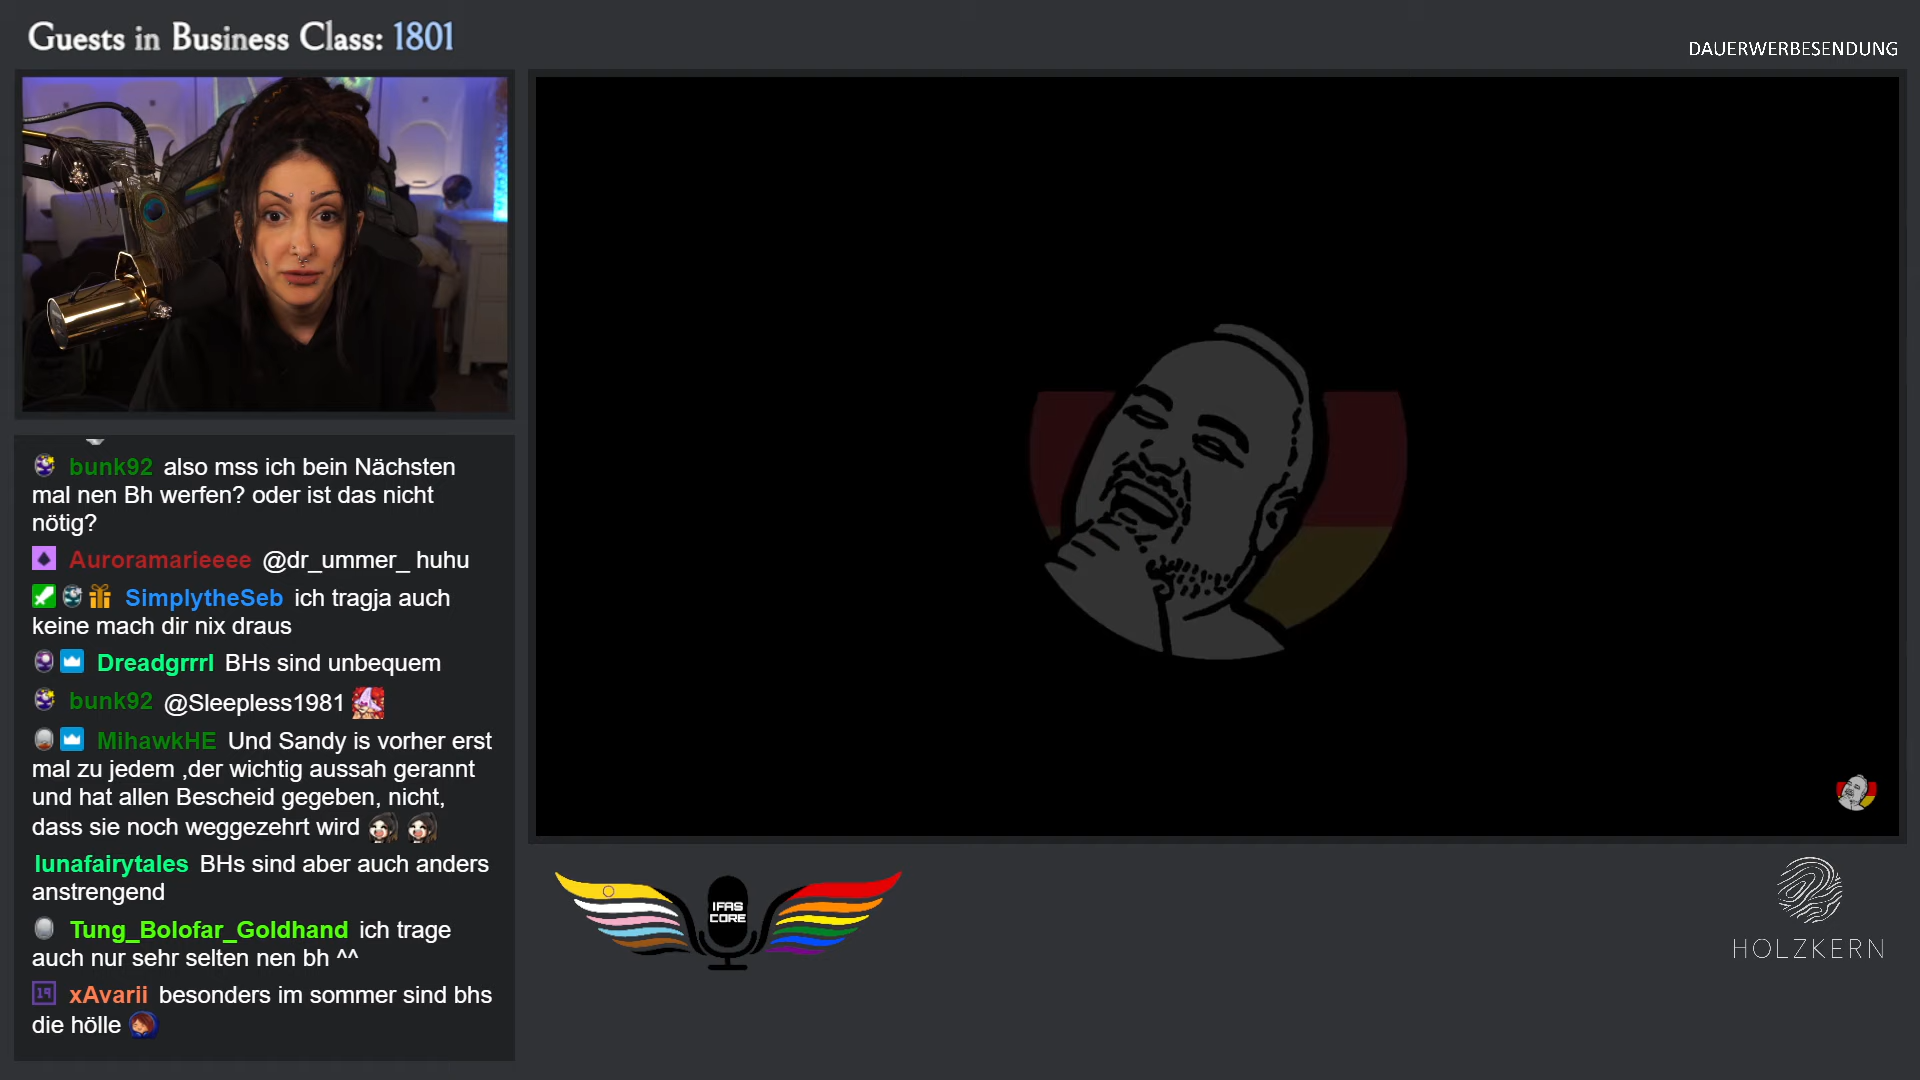 Guests in Business Class: 1801
DAUERWERBESENDUNG
bunk92 also mss ich bein Nächsten
mal nen Bh werfen? oder ist das nicht
nötig?
Auroramarieeee @dr_ummer_ huhu
SimplytheSeb ich tragja auch
keine mach dir nix draus
Dreadgrrrl BHs sind unbequem
bunk92 @Sleepless1981
MihawkHE Und Sandy is vorher erst
mal zu jedem ,der wichtig aussah gerannt
und hat allen Bescheid gegeben, nicht,
dass sie noch weggezehrt wird
lunafairytales BHs sind aber auch anders
anstrengend
Tung_Bolofar_Goldhand ich trage
auch nur sehr selten nen bh ^^
19 xAvarii besonders im sommer sind bhs
die hölle
IFAS
CORE
HOLZKERN